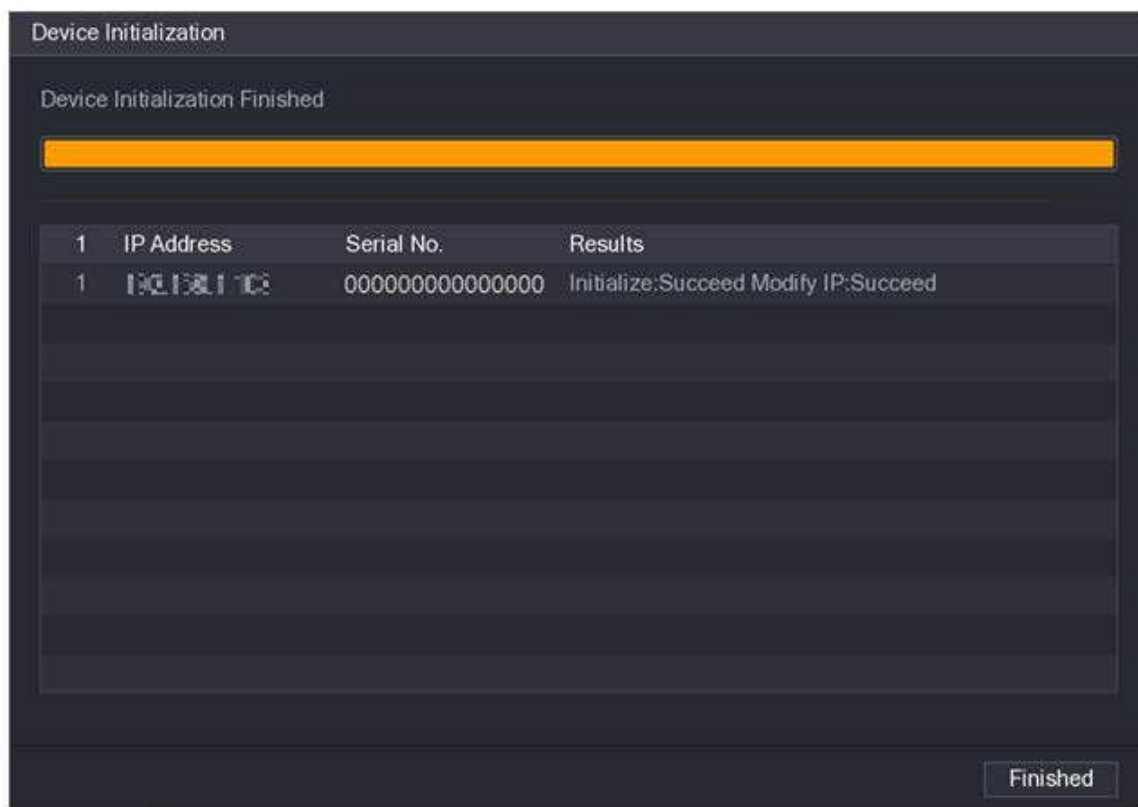 Device Initialization
Device Initialization Finished
1 IP Address Serial No. Results
1 000000000000000 Initialize:Succeed Modify IP:Succeed
Finished